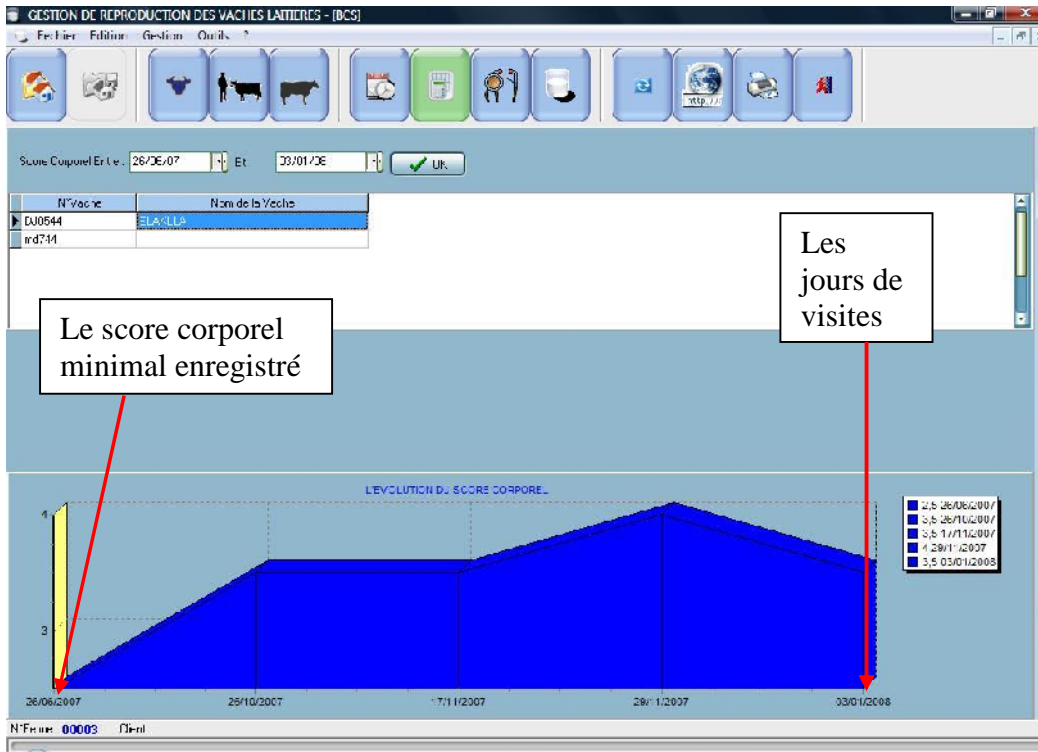 GESTION DE REPRODUCTION DES VACHES LAITIERES - [BCS]
Fichier Edition Gestion Outils ?
http://
Score Corporel Entre : 26/06/07 Et 03/01/08 OK
N°Vache Nom de la Vache
DJ0544
md744
Les
jours de
visites
Le score corporel
minimal enregistré
L'EVOLUTION DU SCORE CORPOREL
4
3
2,5 26/06/2007
3,5 26/10/2007
3,5 17/11/2007
4 29/11/2007
3,5 03/01/2008
26/06/2007 26/10/2007 17/11/2007 29/11/2007 03/01/2008
N°Ferme 00003 Client